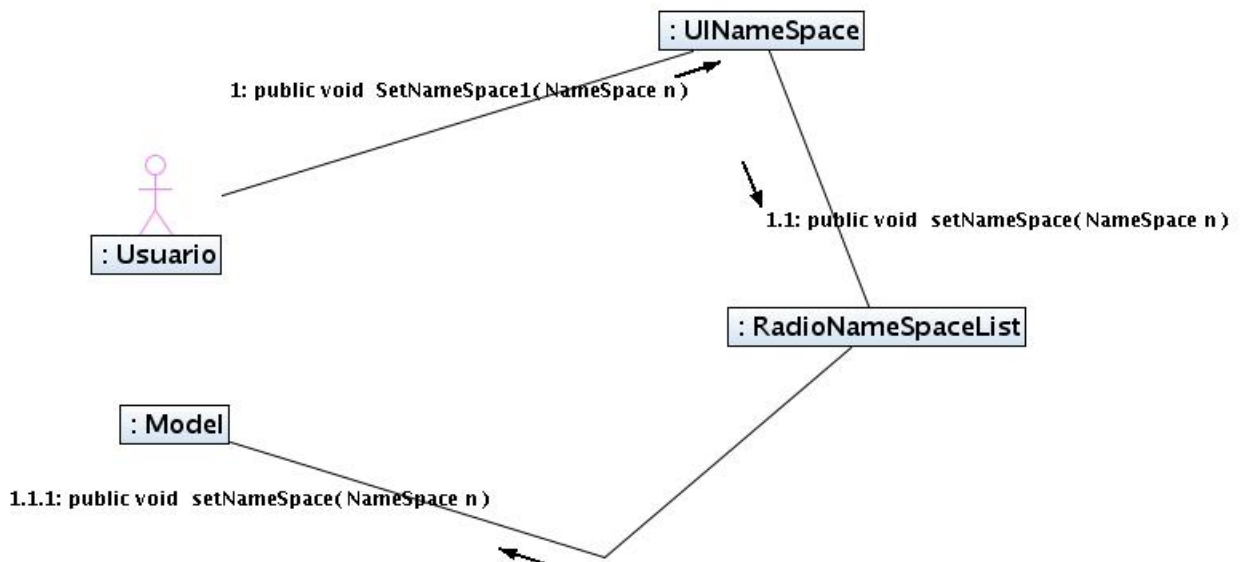 : UINameSpace
1: public void SetNameSpace1(NameSpace n)
: Usuario
1.1: public void setNameSpace(NameSpace n)
: RadioNameSpaceList
: Model
1.1.1: public void setNameSpace(NameSpace n)